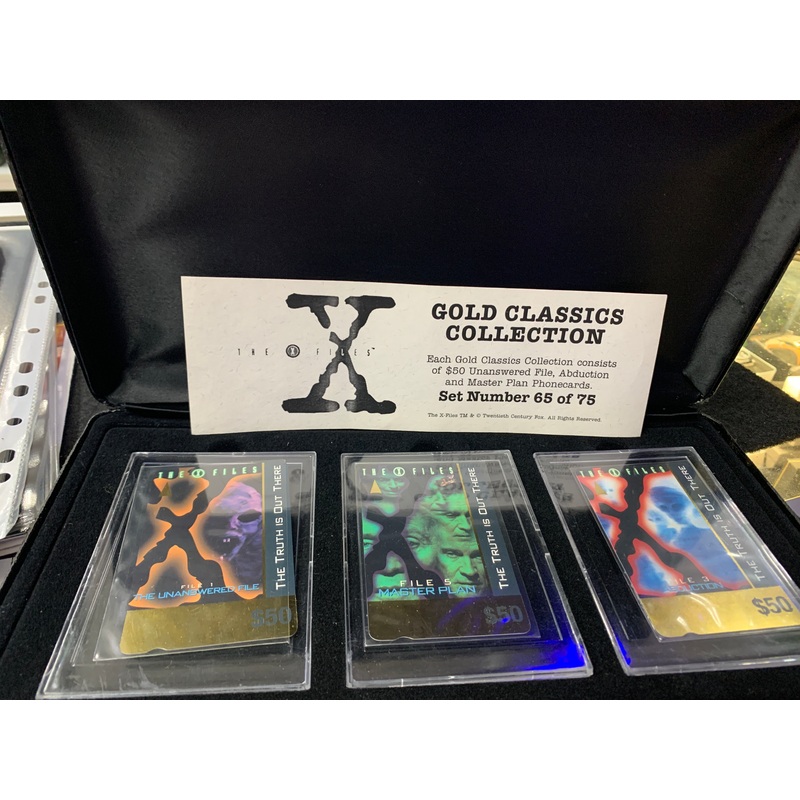 THE X FILES™
GOLD CLASSICS
COLLECTION
Each Gold Classics Collection consists
of $50 Unanswered File, Abduction
and Master Plan Phonecards.
Set Number 65 of 75
The X-Files TM & © Twentieth Century Fox. All Rights Reserved.
THE X FILES
THE TRUTH IS OUT THERE
FILE 1
THE UNANSWERED FILE
$50
THE X FILES
THE TRUTH IS OUT THERE
FILE 5
MASTER PLAN
$50
THE X FILES
THE TRUTH IS OUT THERE
FILE 3
$50